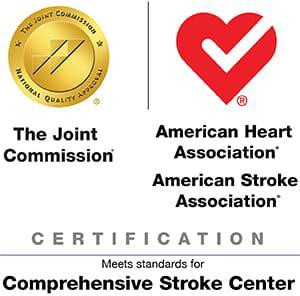 THE JOINT COMMISSION
NATIONAL QUALITY APPROVAL
®
The Joint
Commission®
®
American Heart
Association®
American Stroke
Association®
CERTIFICATION
Meets standards for
Comprehensive Stroke Center